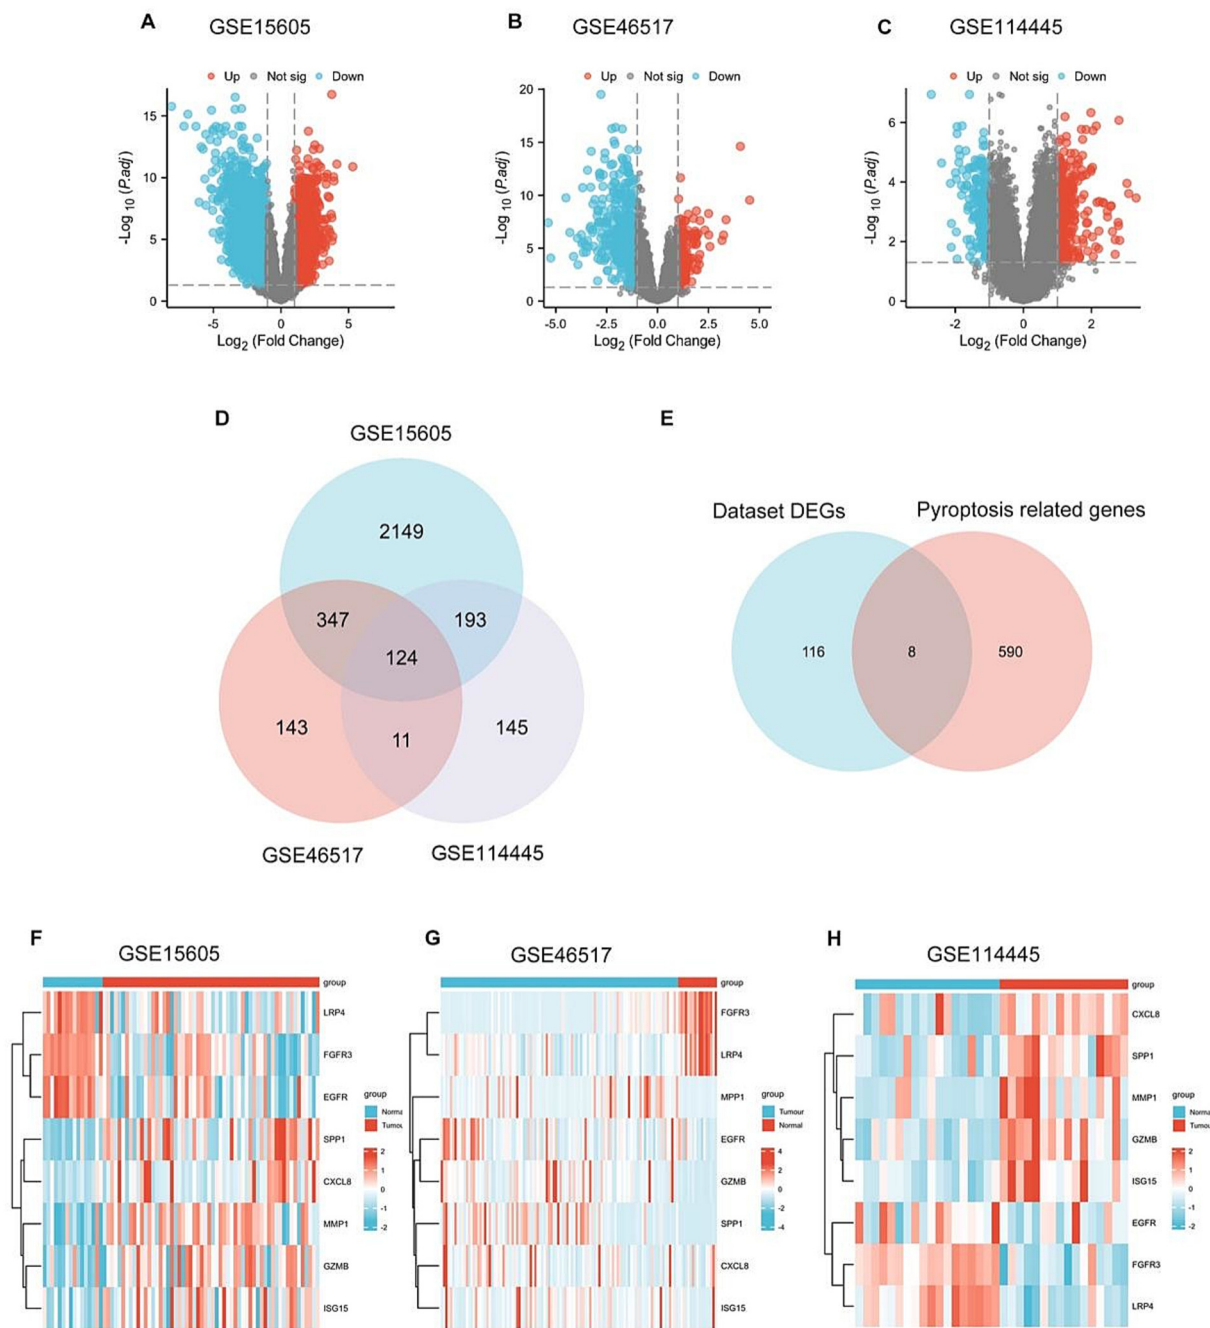 A
GSE15605
Up Not sig Down
15
10
5
0
-Log 10 (P.adj)
-5 0 5
Log2 (Fold Change)
B
GSE46517
Up Not sig Down
20
15
10
5
0
-Log 10 (P.adj)
-5.0 -2.5 0.0 2.5 5.0
Log2 (Fold Change)
C
GSE114445
Up Not sig Down
6
4
2
0
-Log 10 (P.adj)
-2 0 2
Log2 (Fold Change)
D
GSE15605
2149
347
193
124
143
11
145
GSE46517
GSE114445
E
Dataset DEGs
Pyroptosis related genes
116
8
590
F
GSE15605
group
LRP4
FGFR3
EGFR
SPP1
CXCL8
MMP1
GZMB
ISG15
group
Norma
Tumou
2
1
0
-1
-2
G
GSE46517
group
FGFR3
LRP4
MPP1
EGFR
GZMB
SPP1
CXCL8
ISG15
group
Tumour
Normal
4
2
0
-2
-4
H
GSE114445
group
CXCL8
SPP1
MMP1
GZMB
ISG15
EGFR
FGFR3
LRP4
group
Norma
Tumou
2
1
0
-1
-2